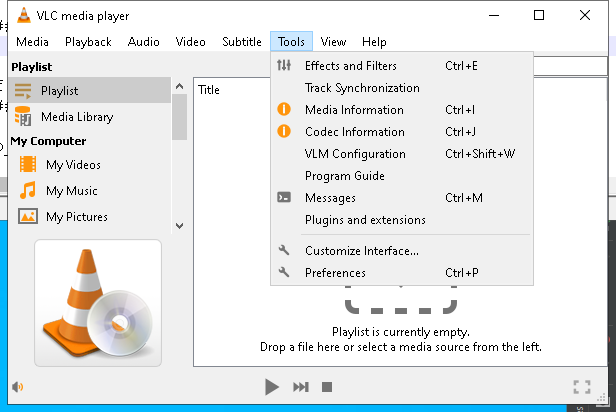 VLC media player
Media Playback Audio Video Subtitle Tools View Help
Playlist
Playlist
Media Library
My Computer
My Videos
My Music
My Pictures
Title
Effects and Filters Ctrl+E
Track Synchronization
Media Information Ctrl+I
Codec Information Ctrl+J
VLM Configuration Ctrl+Shift+W
Program Guide
Messages Ctrl+M
Plugins and extensions
Customize Interface...
Preferences Ctrl+P
Playlist is currently empty.
Drop a file here or select a media source from the left.